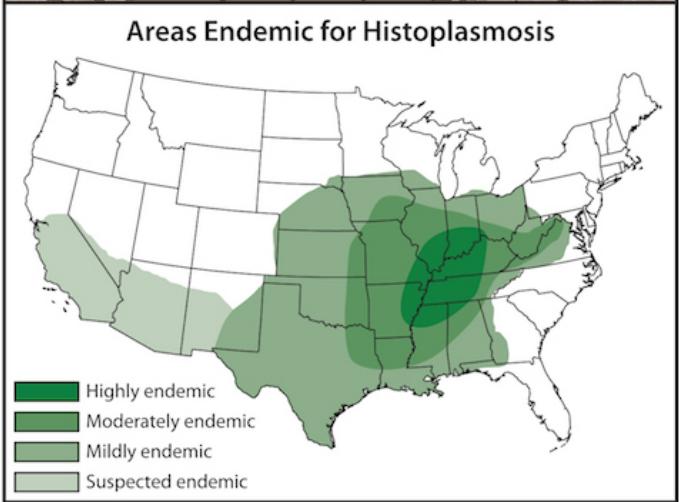 Areas Endemic for Histoplasmosis
Highly endemic
Moderately endemic
Mildly endemic
Suspected endemic